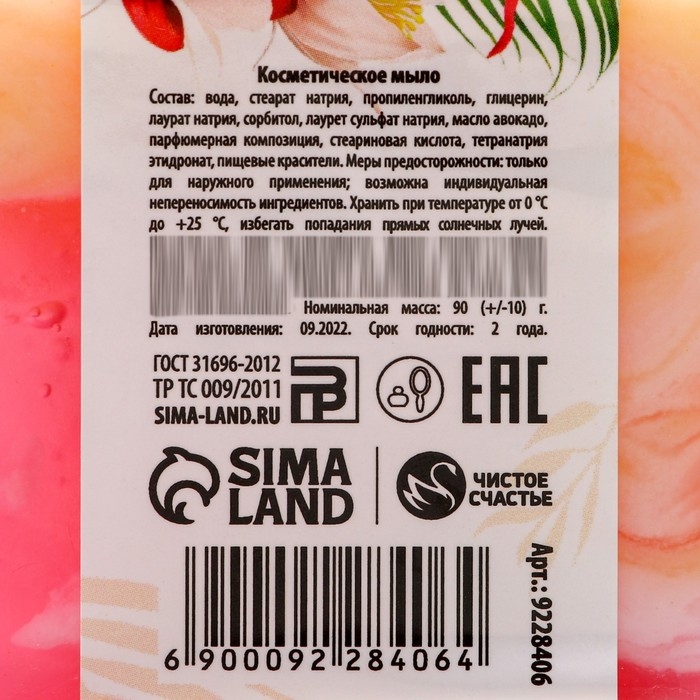 Косметическое мыло
Состав: вода, стеарат натрия, пропиленгликоль, глицерин,
лаурат натрия, сорбитол, лаурет сульфат натрия, масло авокадо,
парфюмерная композиция, стеариновая кислота, тетранатрия
этидронат, пищевые красители. Меры предосторожности: только
для наружного применения; возможна индивидуальная
непереносимость ингредиентов. Хранить при температуре от 0 °С
до +25 °С, избегать попадания прямых солнечных лучей.
Номинальная масса: 90 (+/-10) г.
Дата изготовления: 09.2022. Срок годности: 2 года.
ГОСТ 31696-2012
ТР ТС 009/2011
SIMA-LAND.RU
РВ
ЕАС
SIMA
LAND
ЧИСТОЕ
СЧАСТЬЕ
Арт.: 9228406
6 900092 284064